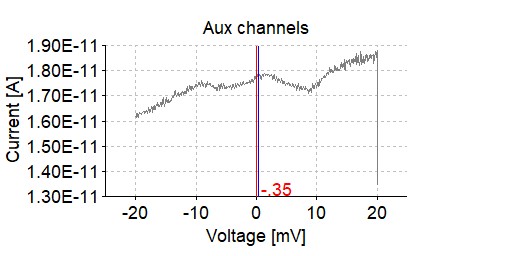 Aux channels
1.90E-11
1.80E-11
1.70E-11
1.60E-11
1.50E-11
1.40E-11
1.30E-11
Current [A]
-.35
-20 -10 0 10 20
Voltage [mV]